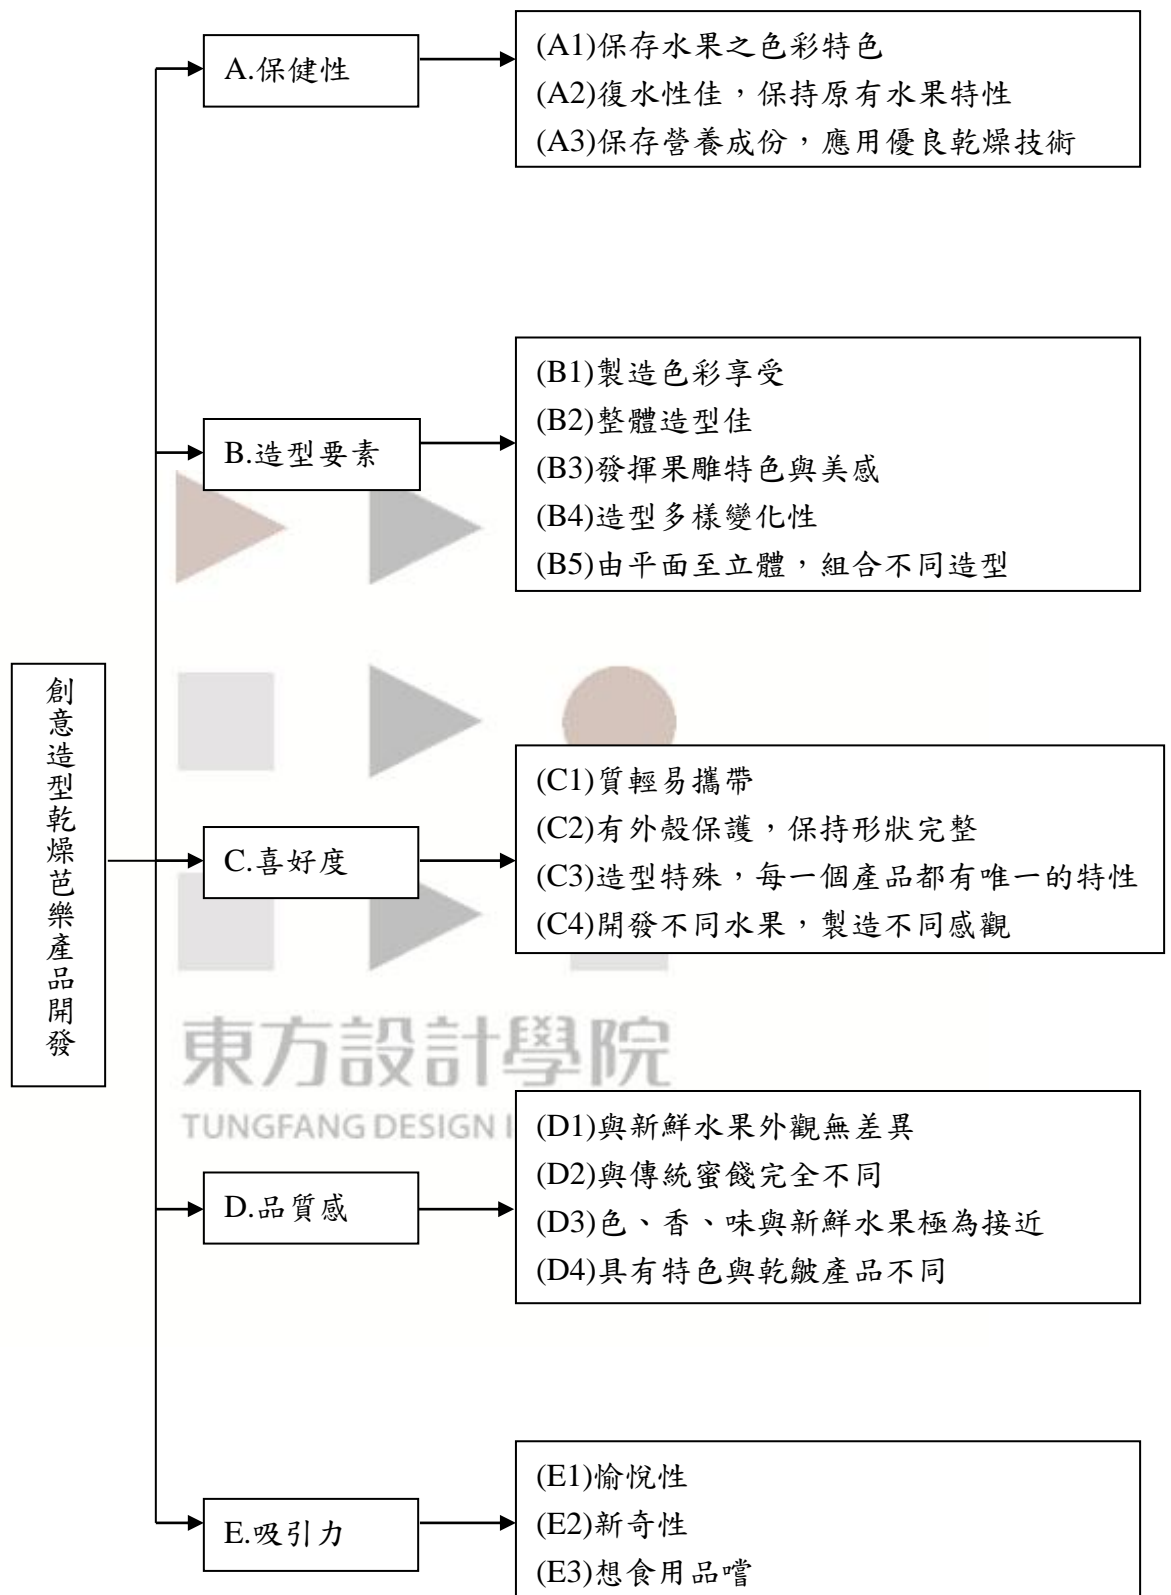 創意造型乾燥芭樂產品開發
A.保健性
(A1)保存水果之色彩特色
(A2)復水性佳，保持原有水果特性
(A3)保存營養成份，應用優良乾燥技術
B.造型要素
(B1)製造色彩享受
(B2)整體造型佳
(B3)發揮果雕特色與美感
(B4)造型多樣變化性
(B5)由平面至立體，組合不同造型
C.喜好度
(C1)質輕易攜帶
(C2)有外殼保護，保持形狀完整
(C3)造型特殊，每一個產品都有唯一的特性
(C4)開發不同水果，製造不同感觀
東方設計學院
TUNGFANG DESIGN I
D.品質感
(D1)與新鮮水果外觀無差異
(D2)與傳統蜜餞完全不同
(D3)色、香、味與新鮮水果極為接近
(D4)具有特色與乾皺產品不同
E.吸引力
(E1)愉悅性
(E2)新奇性
(E3)想食用品嚐